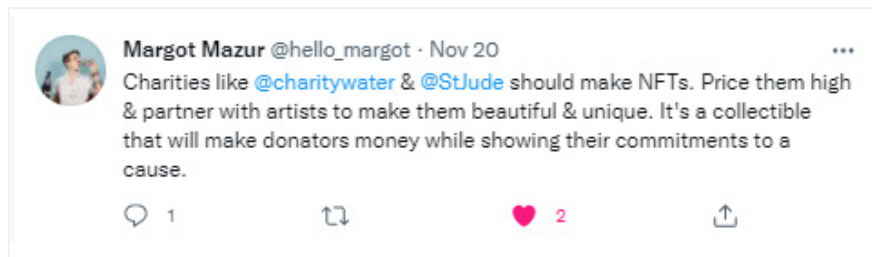 Margot Mazur @hello_margot · Nov 20
Charities like @charitywater & @StJude should make NFTs. Price them high
& partner with artists to make them beautiful & unique. It's a collectible
that will make donators money while showing their commitments to a
cause.
1 2